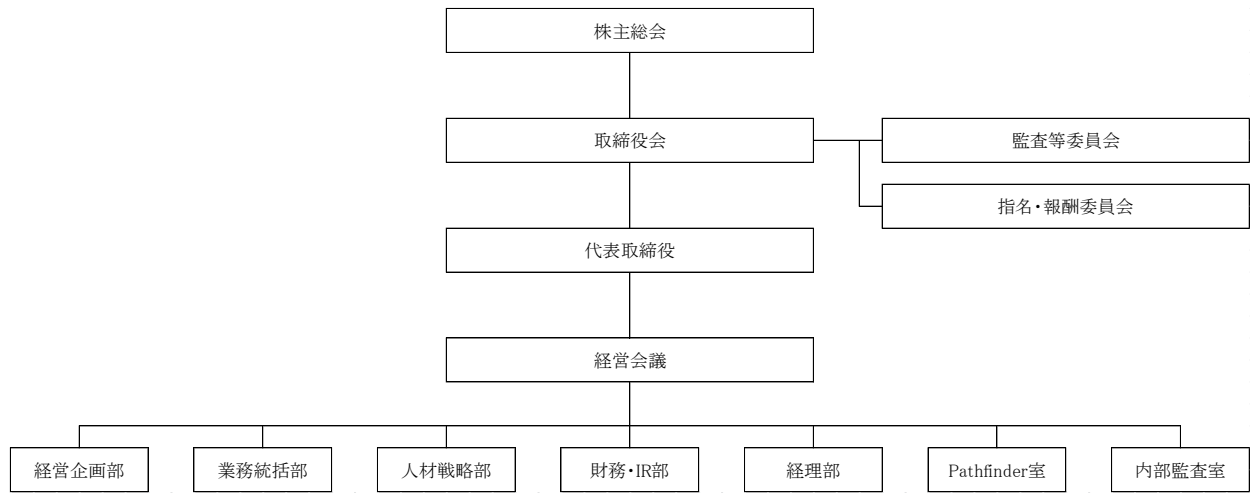 株主総会
取締役会
監査等委員会
指名・報酬委員会
代表取締役
経営会議
経営企画部
業務統括部
人材戦略部
財務・IR部
経理部
Pathfinder室
内部監査室